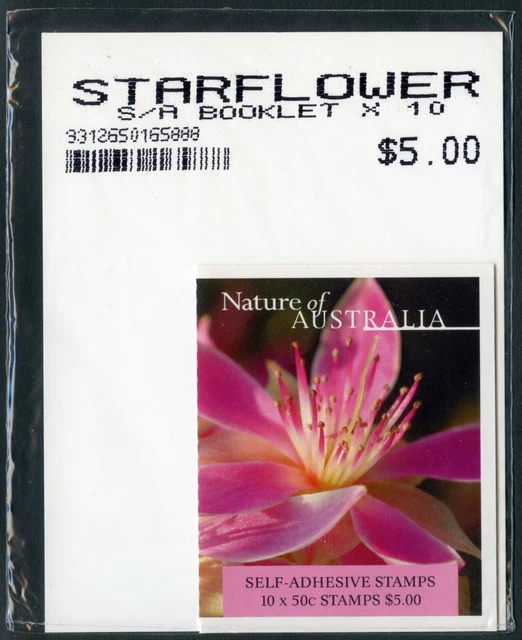 STARFLOWER
S/A BOOKLET X 10
9312650165888
$5.00
Nature of
AUSTRALIA
SELF-ADHESIVE STAMPS
10 x 50c STAMPS $5.00